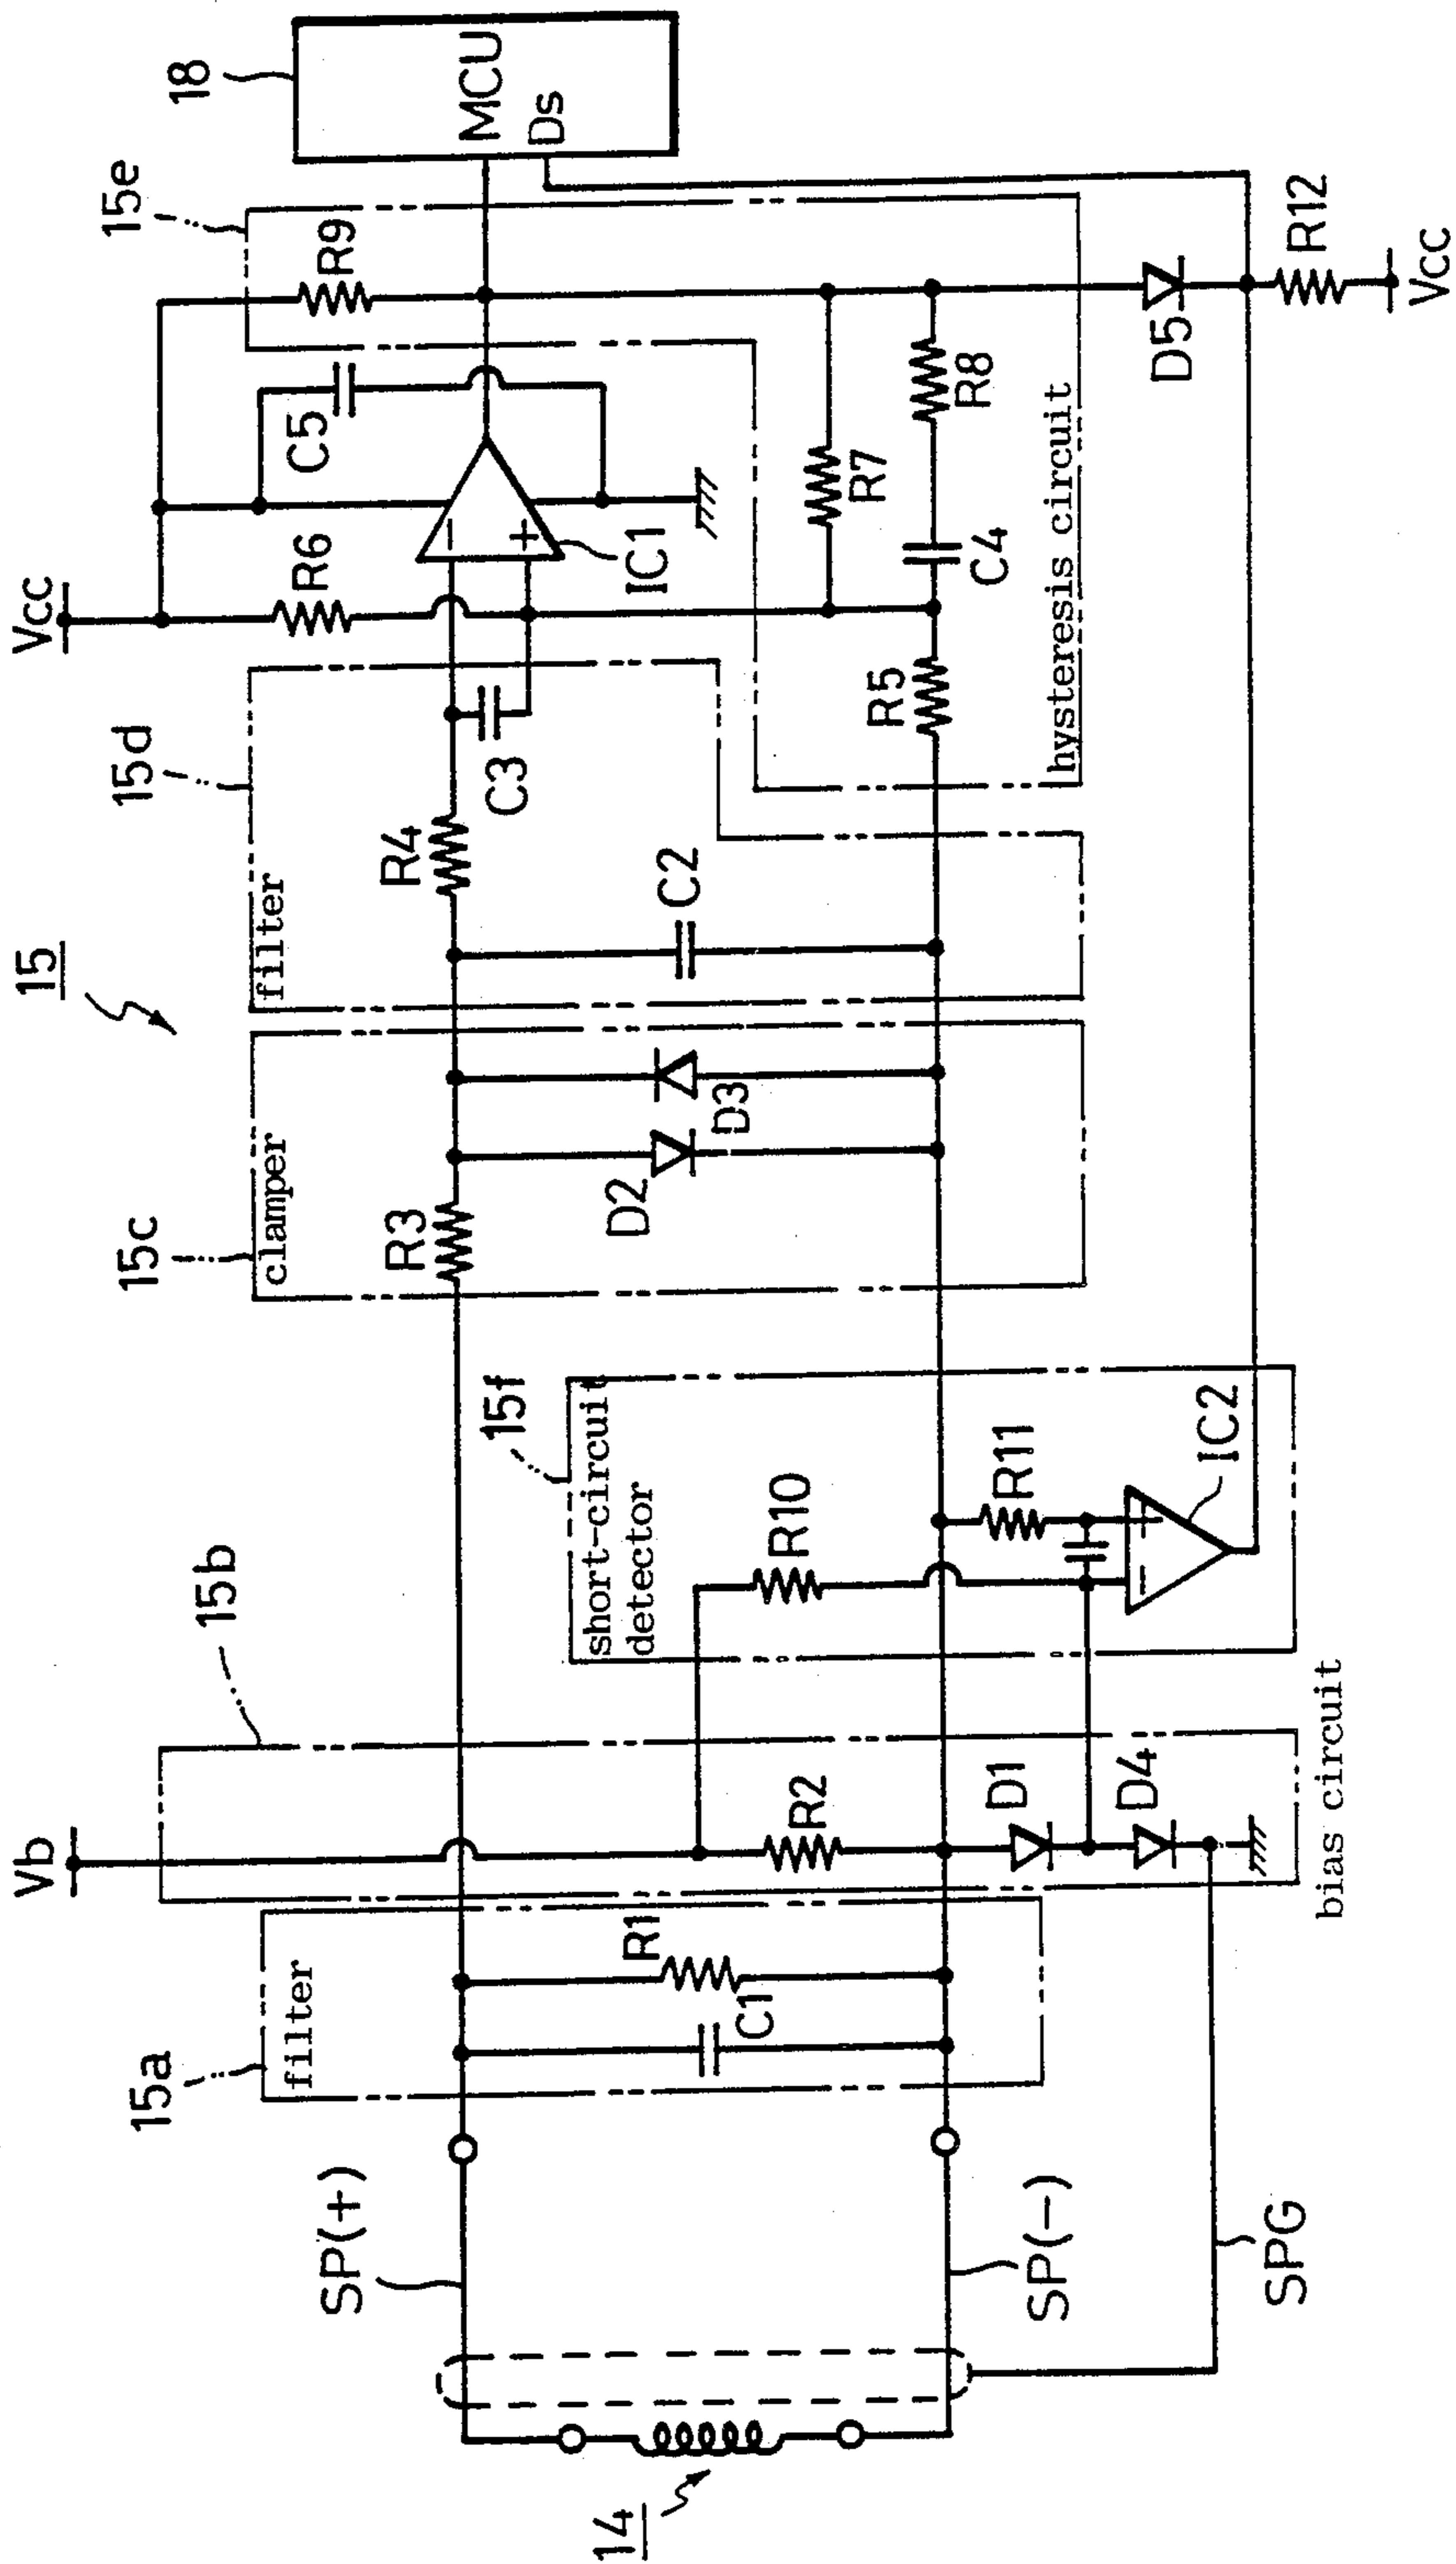 15
Vb
Vcc
15a
15b
15c
15d
15e
18
filter
clamper
filter
R9
MCU
Ds
SP(+)
R3
R4
R6
C5
IC1
C3
15f
short-circuit
detector
R1
C1
R2
R10
D2
D3
C2
R5
R7
C4
R8
hysteresis circuit
14
SP(-)
D1
D4
R11
IC2
D5
R12
Vcc
SPG
bias circuit